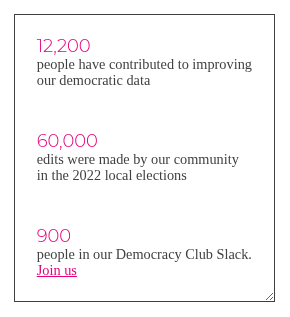 12,200
people have contributed to improving
our democratic data
60,000
edits were made by our community
in the 2022 local elections
900
people in our Democracy Club Slack.
Join us